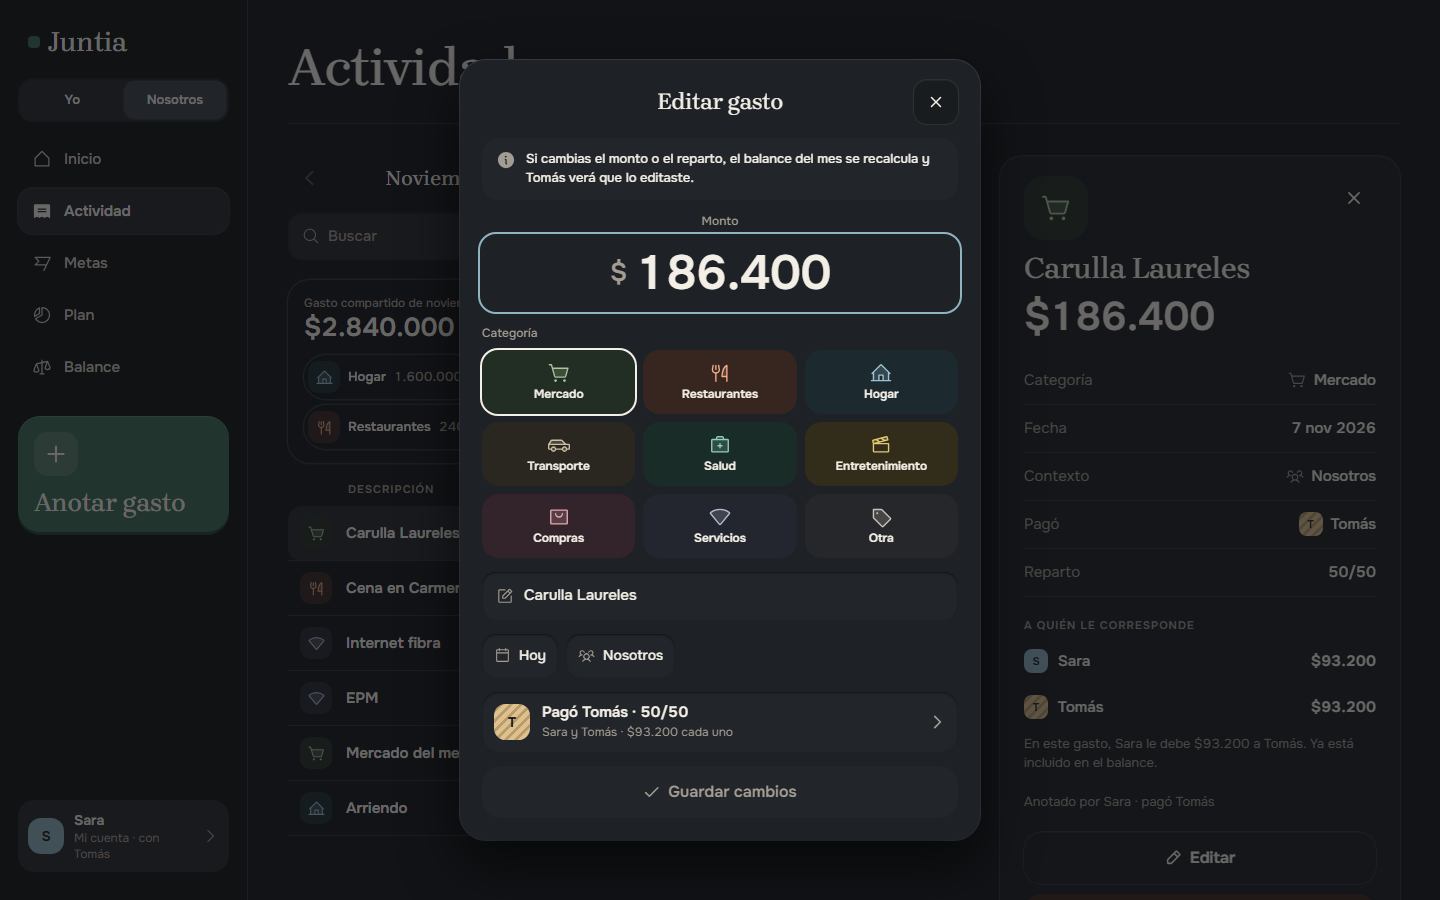 Juntia
Yo
Nosotros
Inicio
Actividad
Metas
Plan
Balance
Anotar gasto
S
Sara
Mi cuenta · con
Tomás
Buscar
Gasto compartido de
$2.840.000
Hogar 1.600.000
Restaurantes
DESCRIPCIÓN
Carulla Laureles
Cena en
Internet fibra
EPM
Mercado del
Arriendo
Editar gasto
Si cambias el monto o el reparto, el balance del mes se recalcula y
Tomás verá que lo editaste.
Monto
$ 186.400
Categoría
Mercado
Restaurantes
Hogar
Transporte
Salud
Entretenimiento
Compras
Servicios
Otra
Carulla Laureles
Hoy
Nosotros
T
Pagó Tomás · 50/50
Sara y Tomás · $93.200 cada uno
Guardar cambios
Carulla Laureles
$186.400
Categoría
Mercado
Fecha
7 nov 2026
Contexto
Nosotros
Pagó
T
Tomás
Reparto
50/50
A QUIÉN LE CORRESPONDE
S
Sara
$93.200
T
Tomás
$93.200
En este gasto, Sara le debe $93.200 a Tomás. Ya está
incluido en el balance.
Anotado por Sara · pagó Tomás
Editar